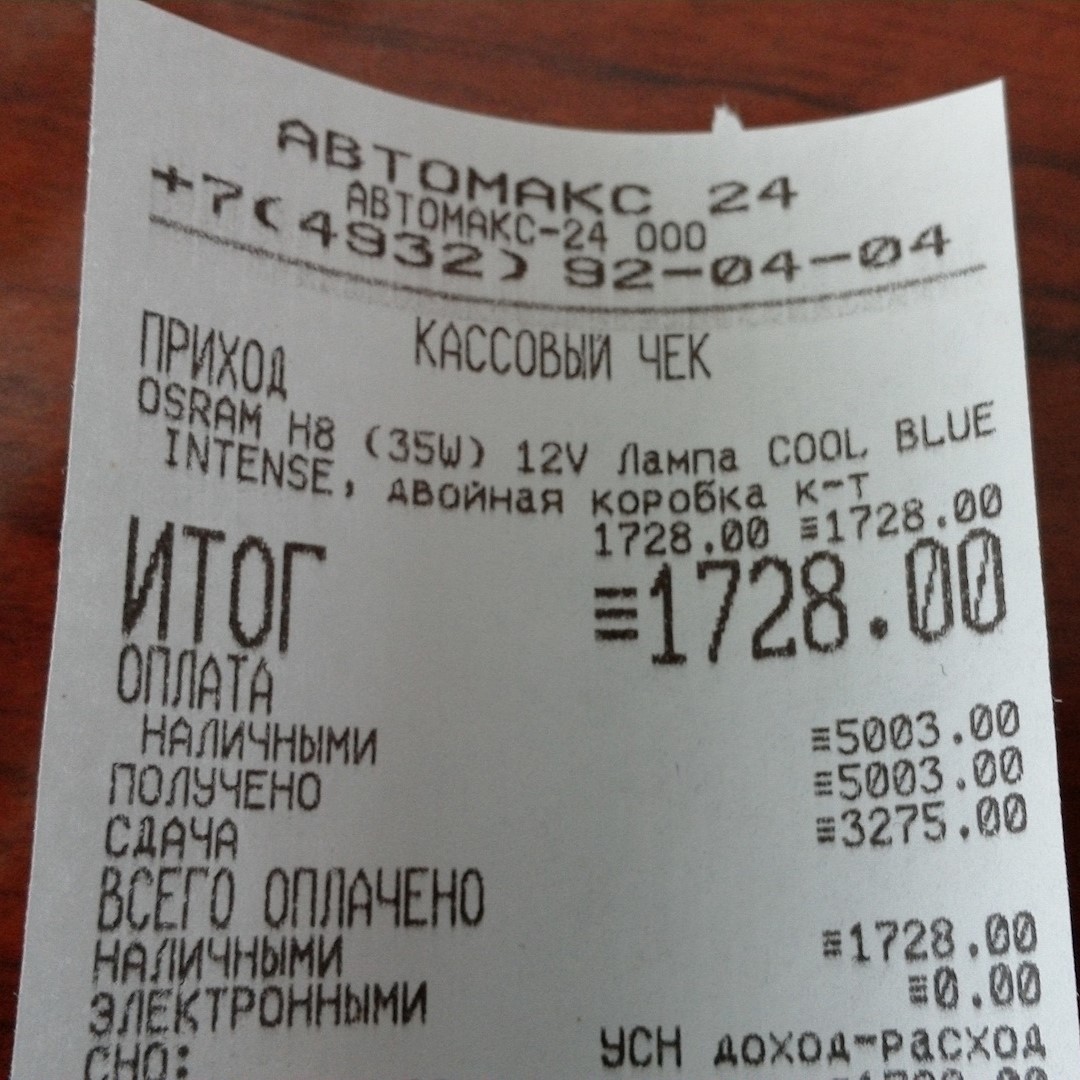 АВТОМАКС 24
АВТОМАКС-24 ООО
+7(4932) 92-04-04
КАССОВЫЙ ЧЕК
ПРИХОД
OSRAM H8 (35W) 12V Лампа COOL BLUE
INTENSE, двойная коробка к-т
1728.00 ≡1728.00
ИТОГ ≡1728.00
ОПЛАТА
НАЛИЧНЫМИ ≡5003.00
ПОЛУЧЕНО ≡5003.00
СДАЧА ≡3275.00
ВСЕГО ОПЛАЧЕНО
НАЛИЧНЫМИ ≡1728.00
ЭЛЕКТРОННЫМИ ≡0.00
СНО: УСН доход-расход